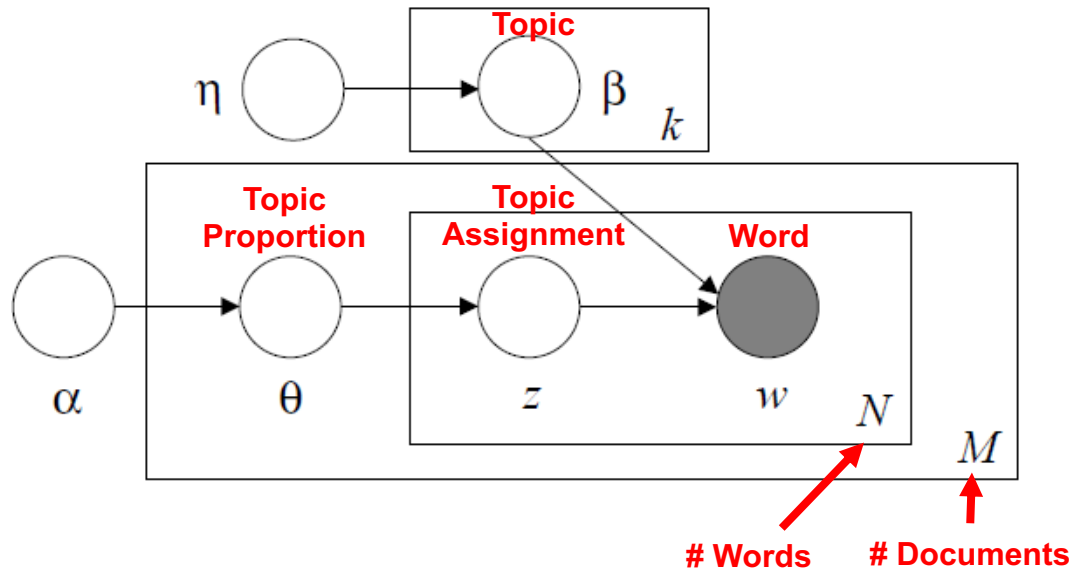 Topic
η
β
k
Topic
Proportion
Topic
Assignment
Word
α
θ
z
w
N
M
# Words
# Documents